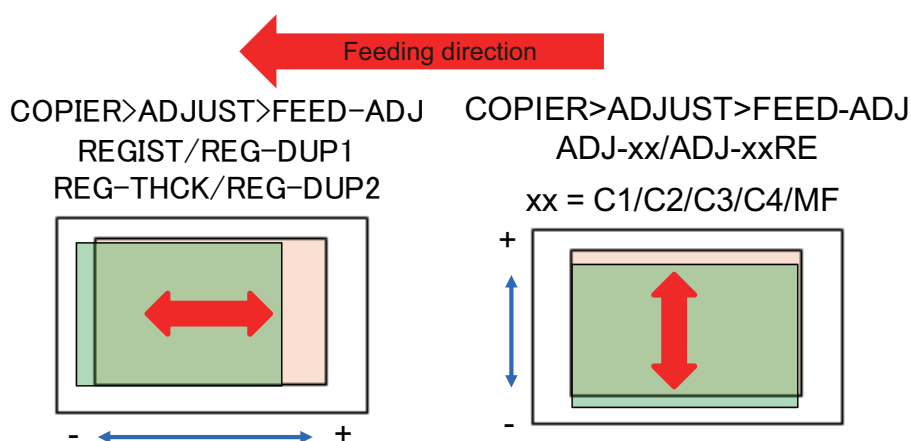 Feeding direction
COPIER>ADJUST>FEED-ADJ
REGIST/REG-DUP1
REG-THCK/REG-DUP2
- +
COPIER>ADJUST>FEED-ADJ
ADJ-xx/ADJ-xxRE
xx = C1/C2/C3/C4/MF
+
-